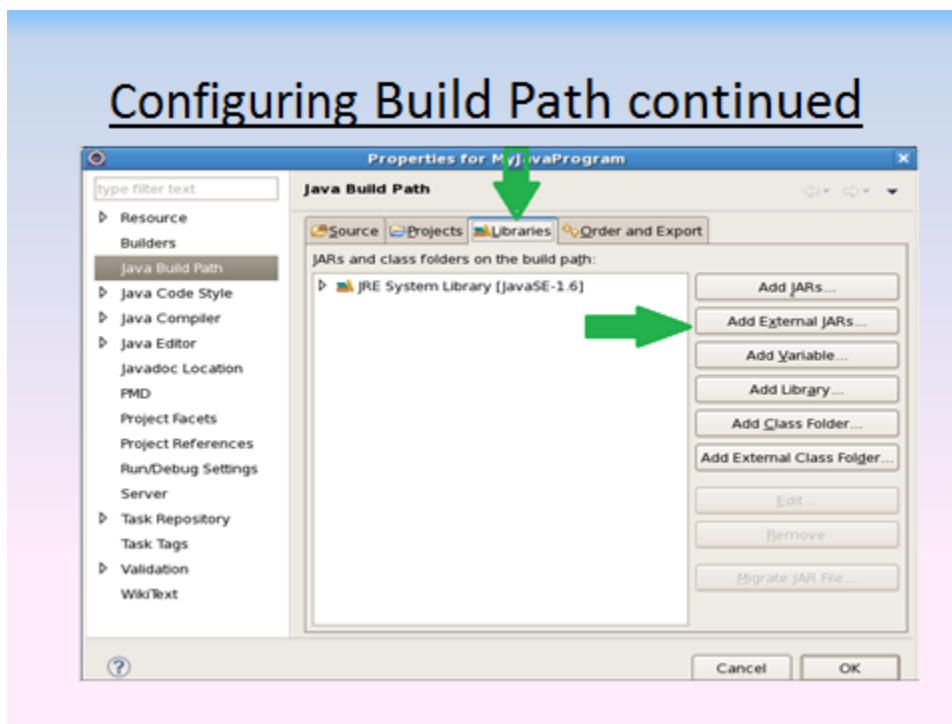 Configuring Build Path continued
Properties for MyJavaProgram
type filter text
Resource
Builders
Java Build Path
Java Code Style
Java Compiler
Java Editor
Javadoc Location
PMD
Project Facets
Project References
Run/Debug Settings
Server
Task Repository
Task Tags
Validation
WikiText
Java Build Path
Source Projects Libraries Order and Export
JARs and class folders on the build path:
JRE System Library [JavaSE-1.6]
Add JARs...
Add External JARs...
Add Variable...
Add Library...
Add Class Folder...
Add External Class Folder...
Edit...
Remove
Migrate JAR File...
?
Cancel OK